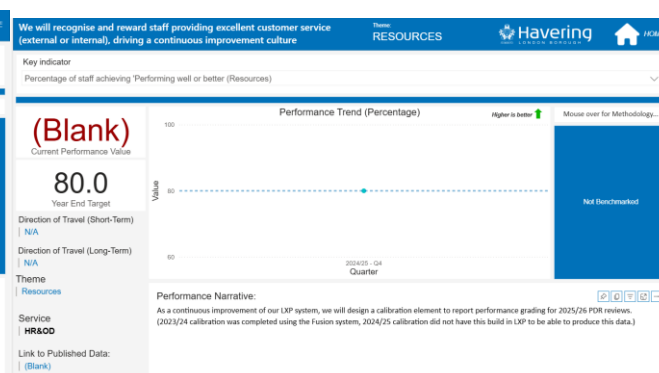 We will recognise and reward staff providing excellent customer service
(external or internal), driving a continuous improvement culture
Theme:
RESOURCES
Havering
LONDON BOROUGH
Key indicator
Percentage of staff achieving 'Performing well or better (Resources)
(Blank)
Current Performance Value
80.0
Year End Target
Direction of Travel (Short-Term)
N/A
Direction of Travel (Long-Term)
N/A
Theme
Resources
Service
HR&OD
Link to Published Data:
(Blank)
Performance Trend (Percentage)
Higher is better
100
80
60
Value
2024/25 - Q4
Quarter
Mouse over for Methodology...
Not Benchmarked
Performance Narrative:
As a continuous improvement of our LXP system, we will design a calibration element to report performance grading for 2025/26 PDR reviews.
(2023/24 calibration was completed using the Fusion system, 2024/25 calibration did not have this build in LXP to be able to produce this data.)